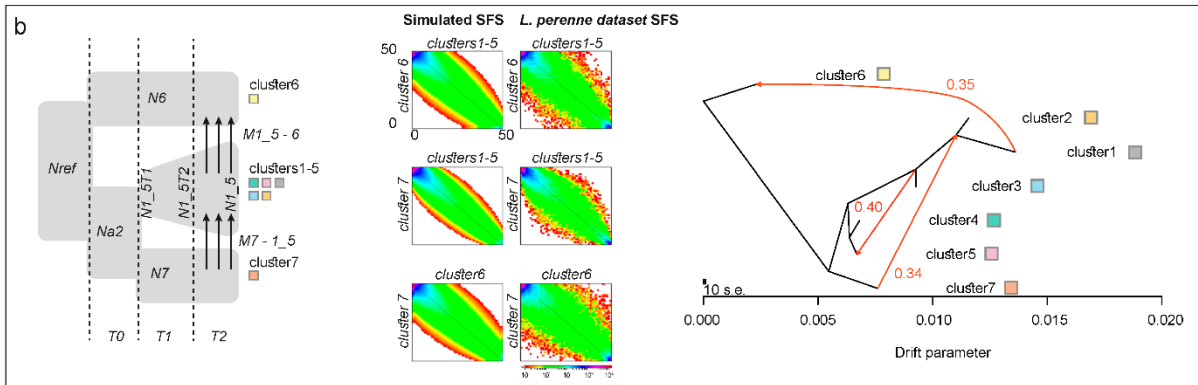 b
cluster6
N6
M1_5 - 6
Nref
N1_5T1
N1_5T2
N1_5
clusters1-5
Na2
M7 - 1_5
cluster7
N7
T0
T1
T2
Simulated SFS
L. perenne dataset SFS
clusters1-5
clusters1-5
50
cluster 6
0
0
50
cluster 6
clusters1-5
clusters1-5
cluster 7
cluster 7
cluster6
cluster6
cluster 7
cluster 7
cluster6
0.35
cluster2
cluster1
cluster3
0.40
cluster4
cluster5
0.34
cluster7
10 s.e.
0.000
0.005
0.010
0.015
0.020
Drift parameter